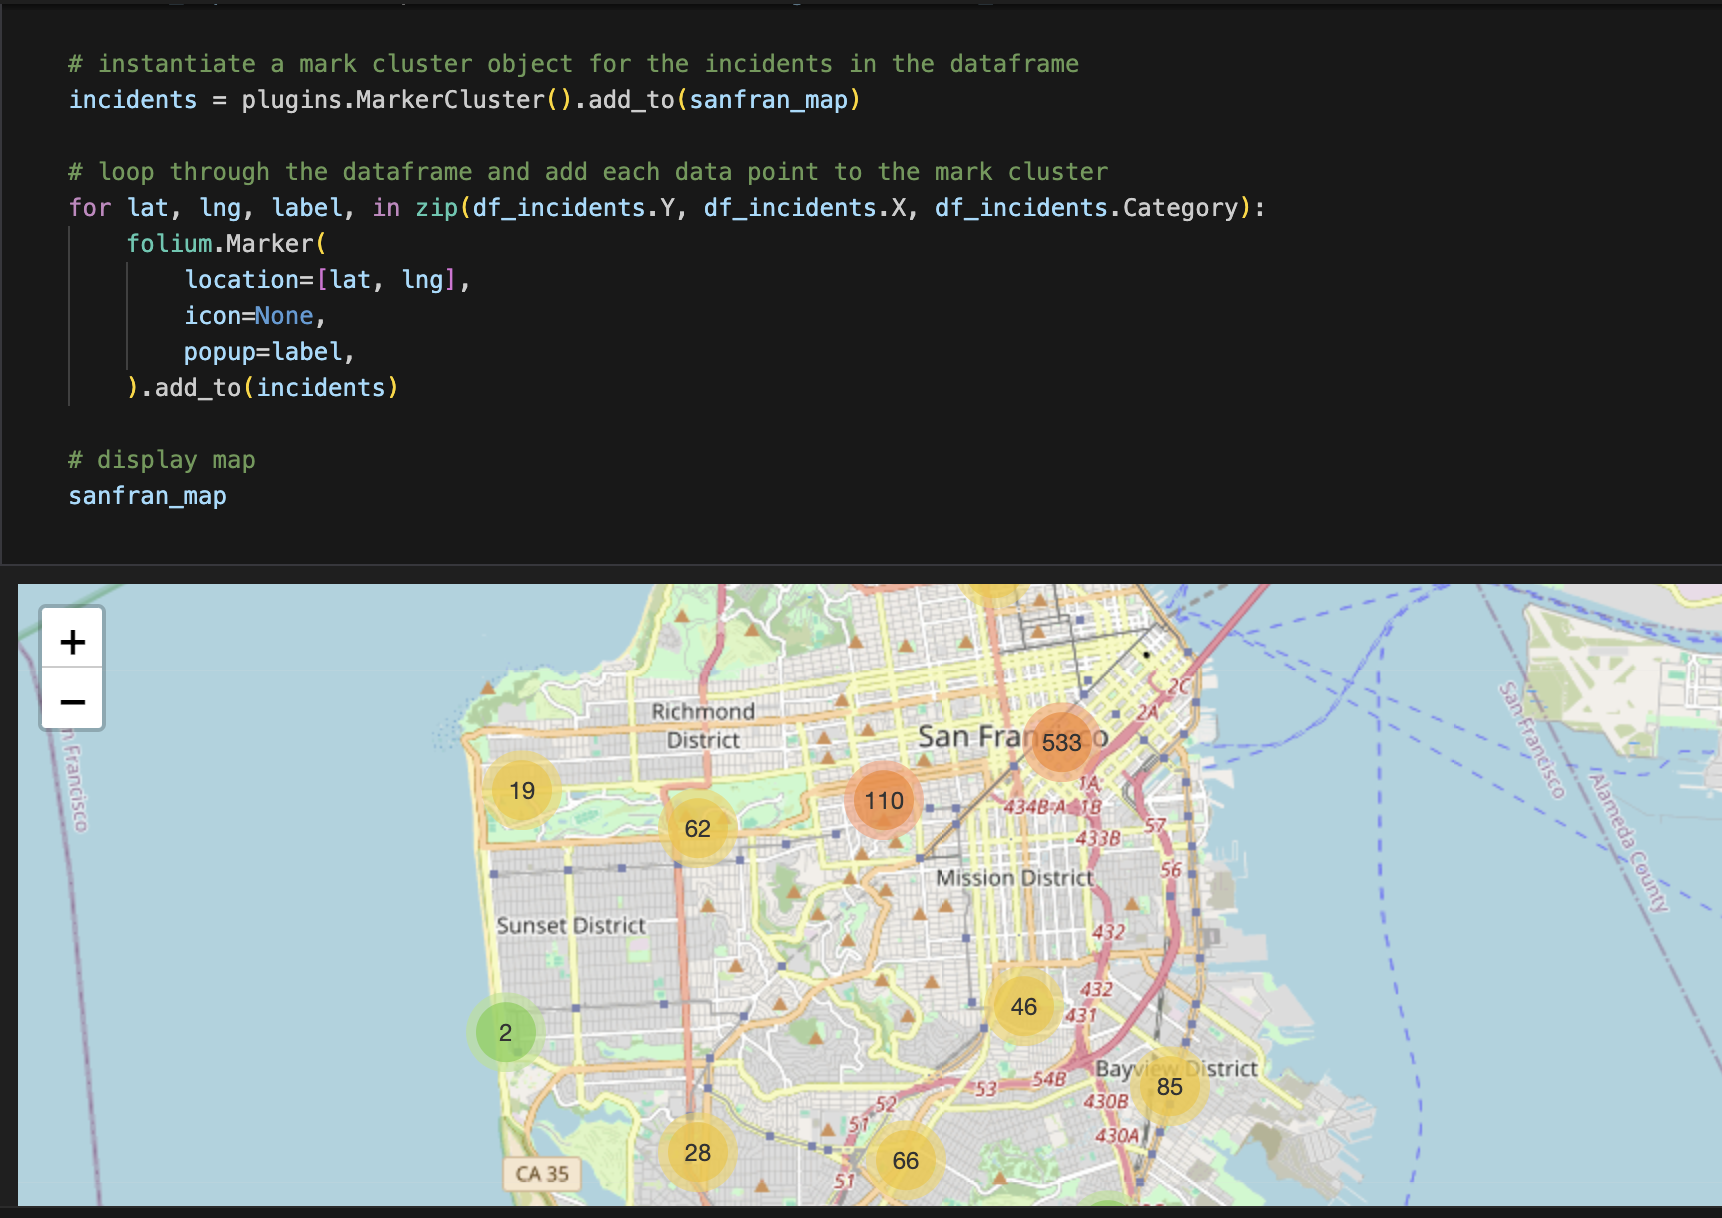 # instantiate a mark cluster object for the incidents in the dataframe
incidents = plugins.MarkerCluster().add_to(sanfran_map)
# loop through the dataframe and add each data point to the mark cluster
for lat, lng, label, in zip(df_incidents.Y, df_incidents.X, df_incidents.Category):
    folium.Marker(
        location=[lat, lng],
        icon=None,
        popup=label,
    ).add_to(incidents)
# display map
sanfran_map
+
−
Richmond
District
San Fran
o
533
2C
2A
San Francisco
n Francisco
19
62
110
1A
434B-A
1B
433B
57
56
Alameda County
Mission District
Sunset District
432
432
431
46
2
Bayview District
85
53
54B
430B
52
51
430A
28
66
51
CA 35